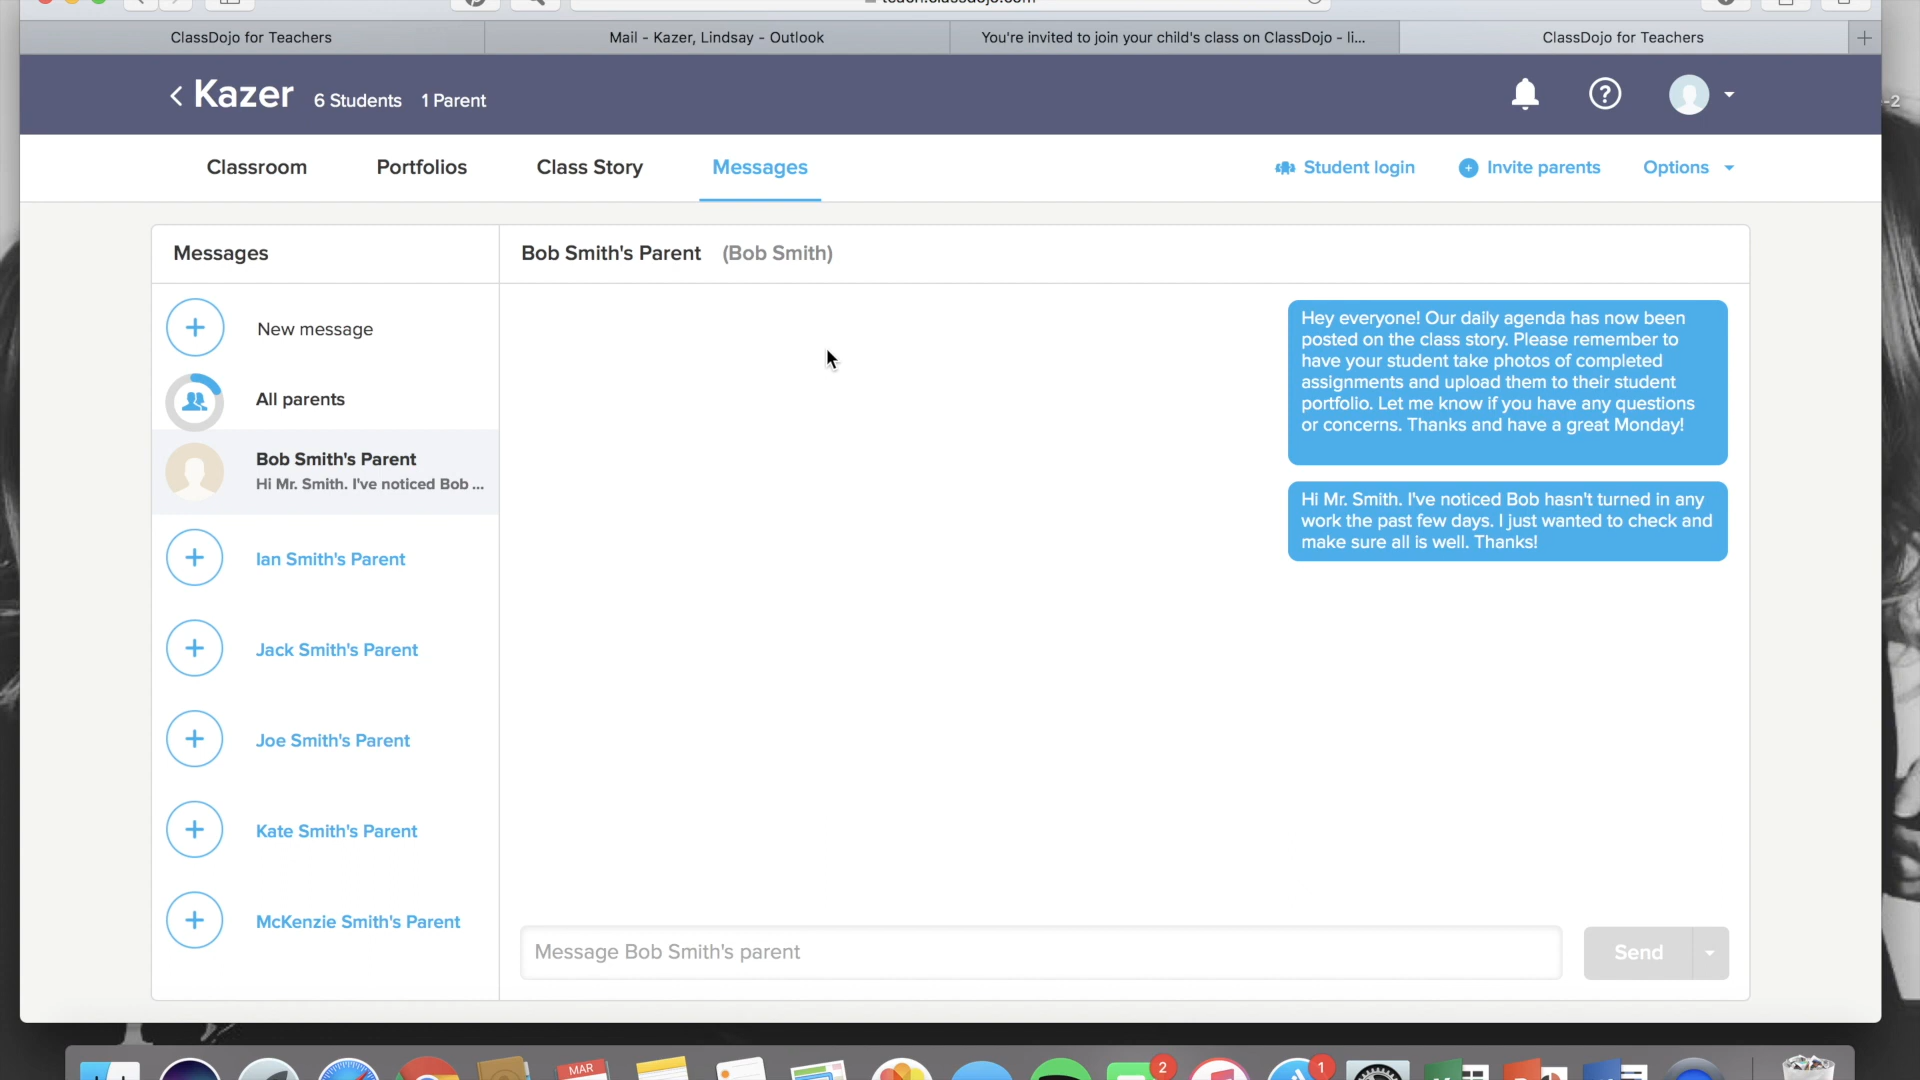 ClassDojo for Teachers
Mail - Kazer, Lindsay - Outlook
You're invited to join your child's class on ClassDojo - li...
ClassDojo for Teachers
Kazer 6 Students 1 Parent
-2
Classroom
Portfolios
Class Story
Messages
Student login
Invite parents
Options
Messages
Bob Smith's Parent (Bob Smith)
New message
All parents
Bob Smith's Parent
Hi Mr. Smith. I've noticed Bob ...
Ian Smith's Parent
Jack Smith's Parent
Joe Smith's Parent
Kate Smith's Parent
McKenzie Smith's Parent
Hey everyone! Our daily agenda has now been
posted on the class story. Please remember to
have your student take photos of completed
assignments and upload them to their student
portfolio. Let me know if you have any questions
or concerns. Thanks and have a great Monday!
Hi Mr. Smith. I've noticed Bob hasn't turned in any
work the past few days. I just wanted to check and
make sure all is well. Thanks!
Message Bob Smith's parent
Send
MAR
2
1